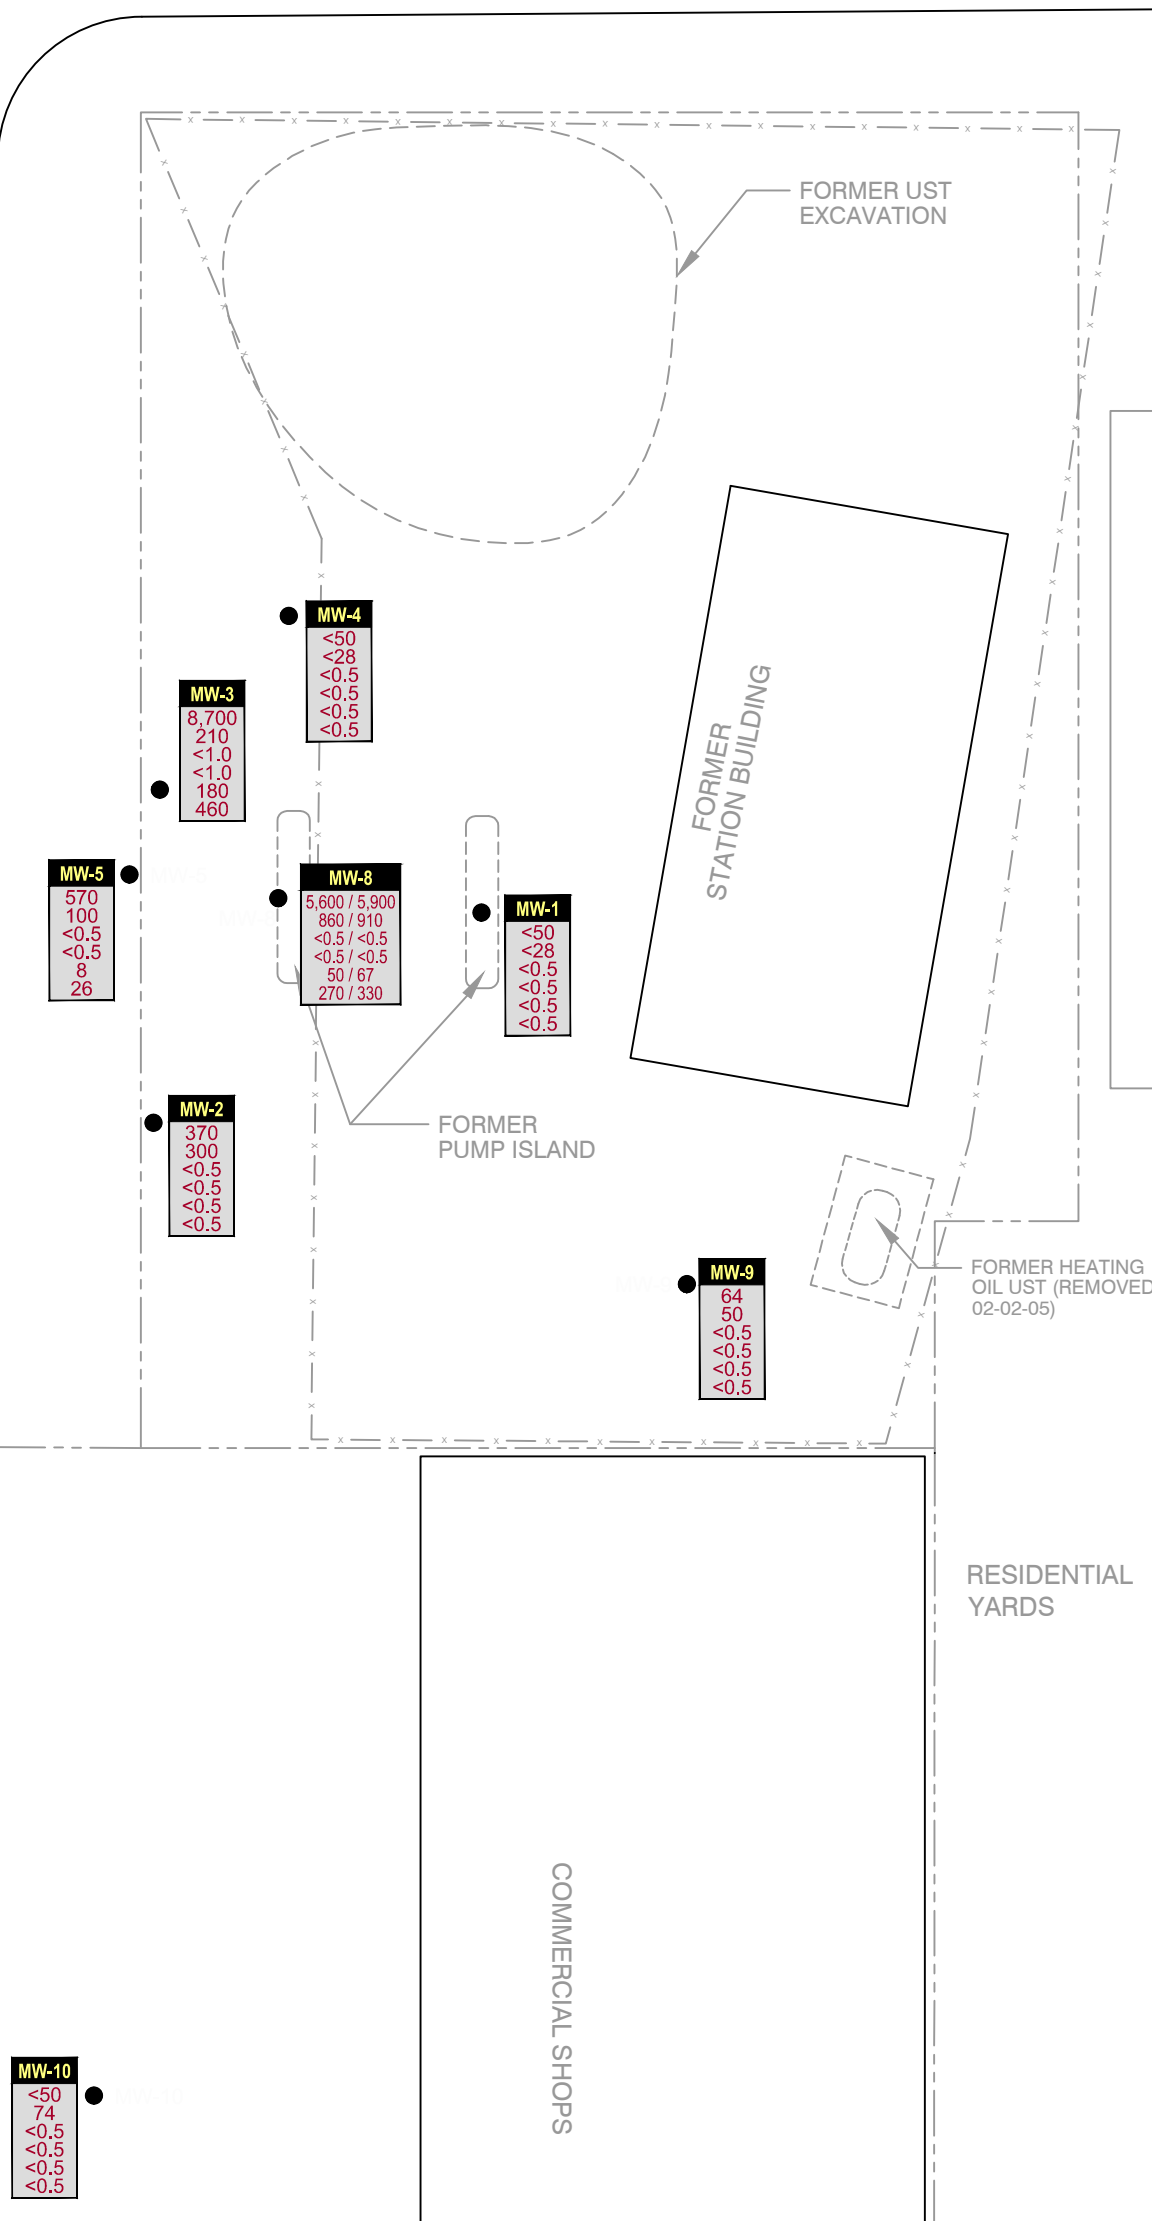 FORMER UST
EXCAVATION
MW-4
<50
<28
<0.5
<0.5
<0.5
<0.5
MW-3
8,700
210
<1.0
<1.0
180
460
FORMER
STATION BUILDING
MW-5
570
100
<0.5
<0.5
8
26
MW-8
5,600 / 5,900
860 / 910
<0.5 / <0.5
<0.5 / <0.5
50 / 67
270 / 330
MW-1
<50
<28
<0.5
<0.5
<0.5
<0.5
MW-2
370
300
<0.5
<0.5
<0.5
<0.5
FORMER
PUMP ISLAND
MW-9
64
50
<0.5
<0.5
<0.5
<0.5
FORMER HEATING
OIL UST (REMOVED
02-02-05)
RESIDENTIAL
YARDS
COMMERCIAL SHOPS
MW-10
<50
74
<0.5
<0.5
<0.5
<0.5